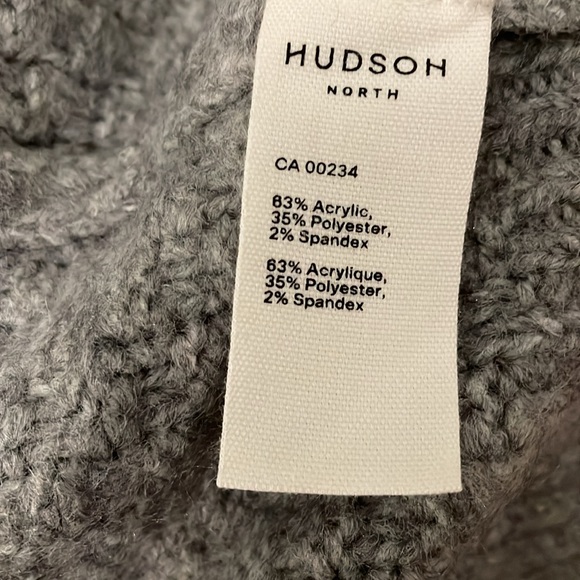 HUDSON
NORTH
CA 00234
63% Acrylic,
35% Polyester,
2% Spandex
63% Acrylique,
35% Polyester,
2% Spandex